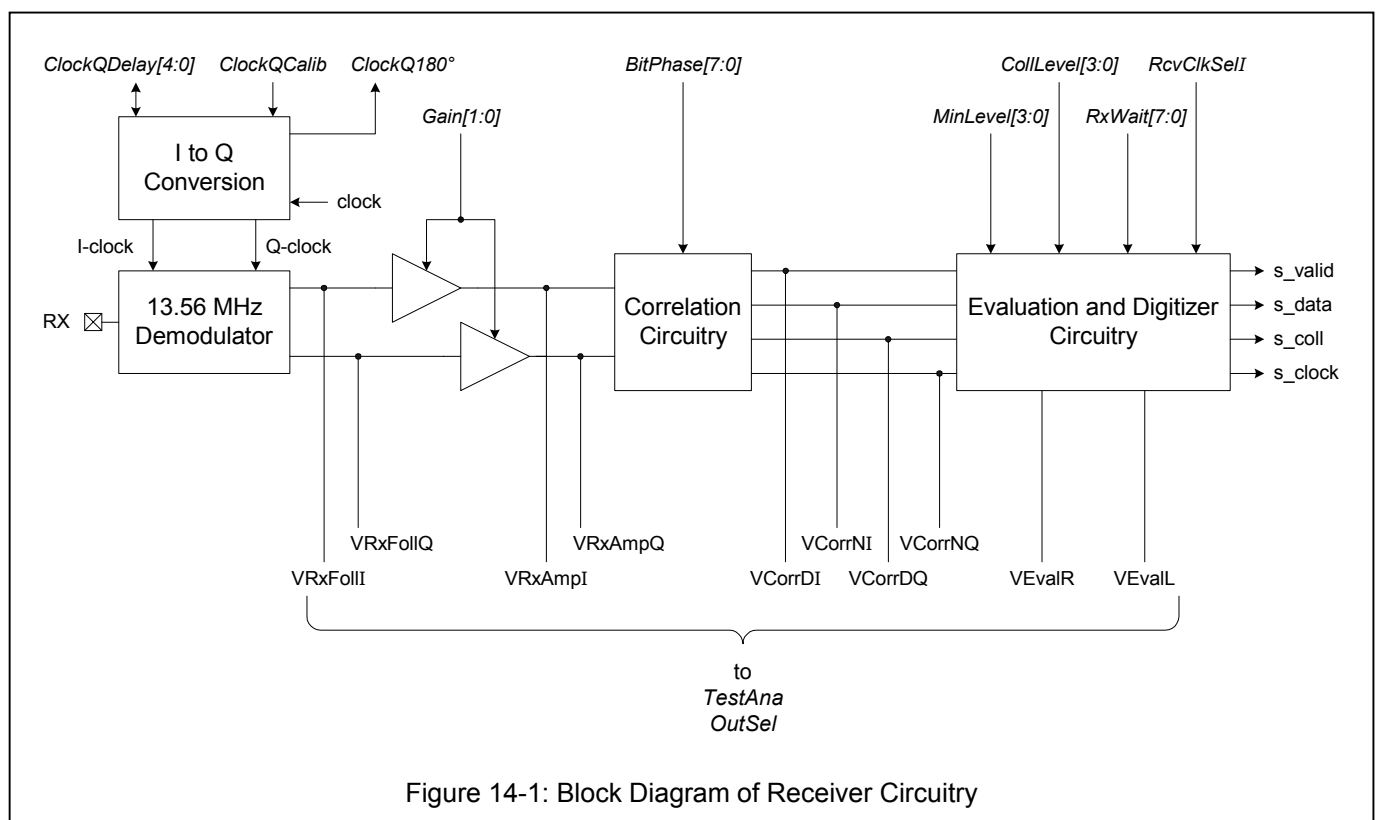 ClockQDelay[4:0]
ClockQCalib
ClockQ180°
BitPhase[7:0]
CollLevel[3:0]
RcvClkSelI
Gain[1:0]
MinLevel[3:0]
RxWait[7:0]
I to Q
Conversion
clock
I-clock
Q-clock
RX
13.56 MHz
Demodulator
Correlation
Circuitry
Evaluation and Digitizer
Circuitry
s_valid
s_data
s_coll
s_clock
VRxFollQ
VRxAmpQ
VCorrNI
VCorrNQ
VRxFollI
VRxAmpI
VCorrDI
VCorrDQ
VEvalR
VEvalL
to
TestAna
OutSel
Figure 14-1: Block Diagram of Receiver Circuitry